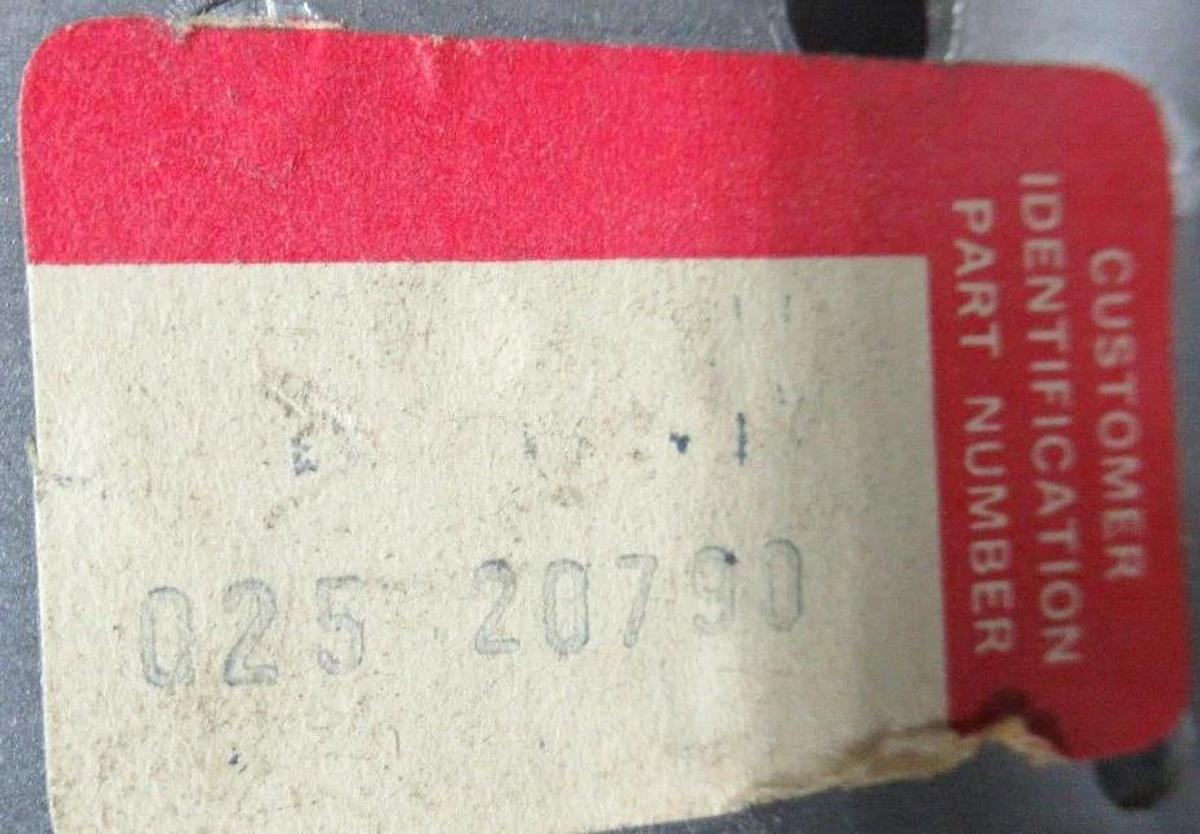 CUSTOMER
IDENTIFICATION
PART NUMBER
025 20790